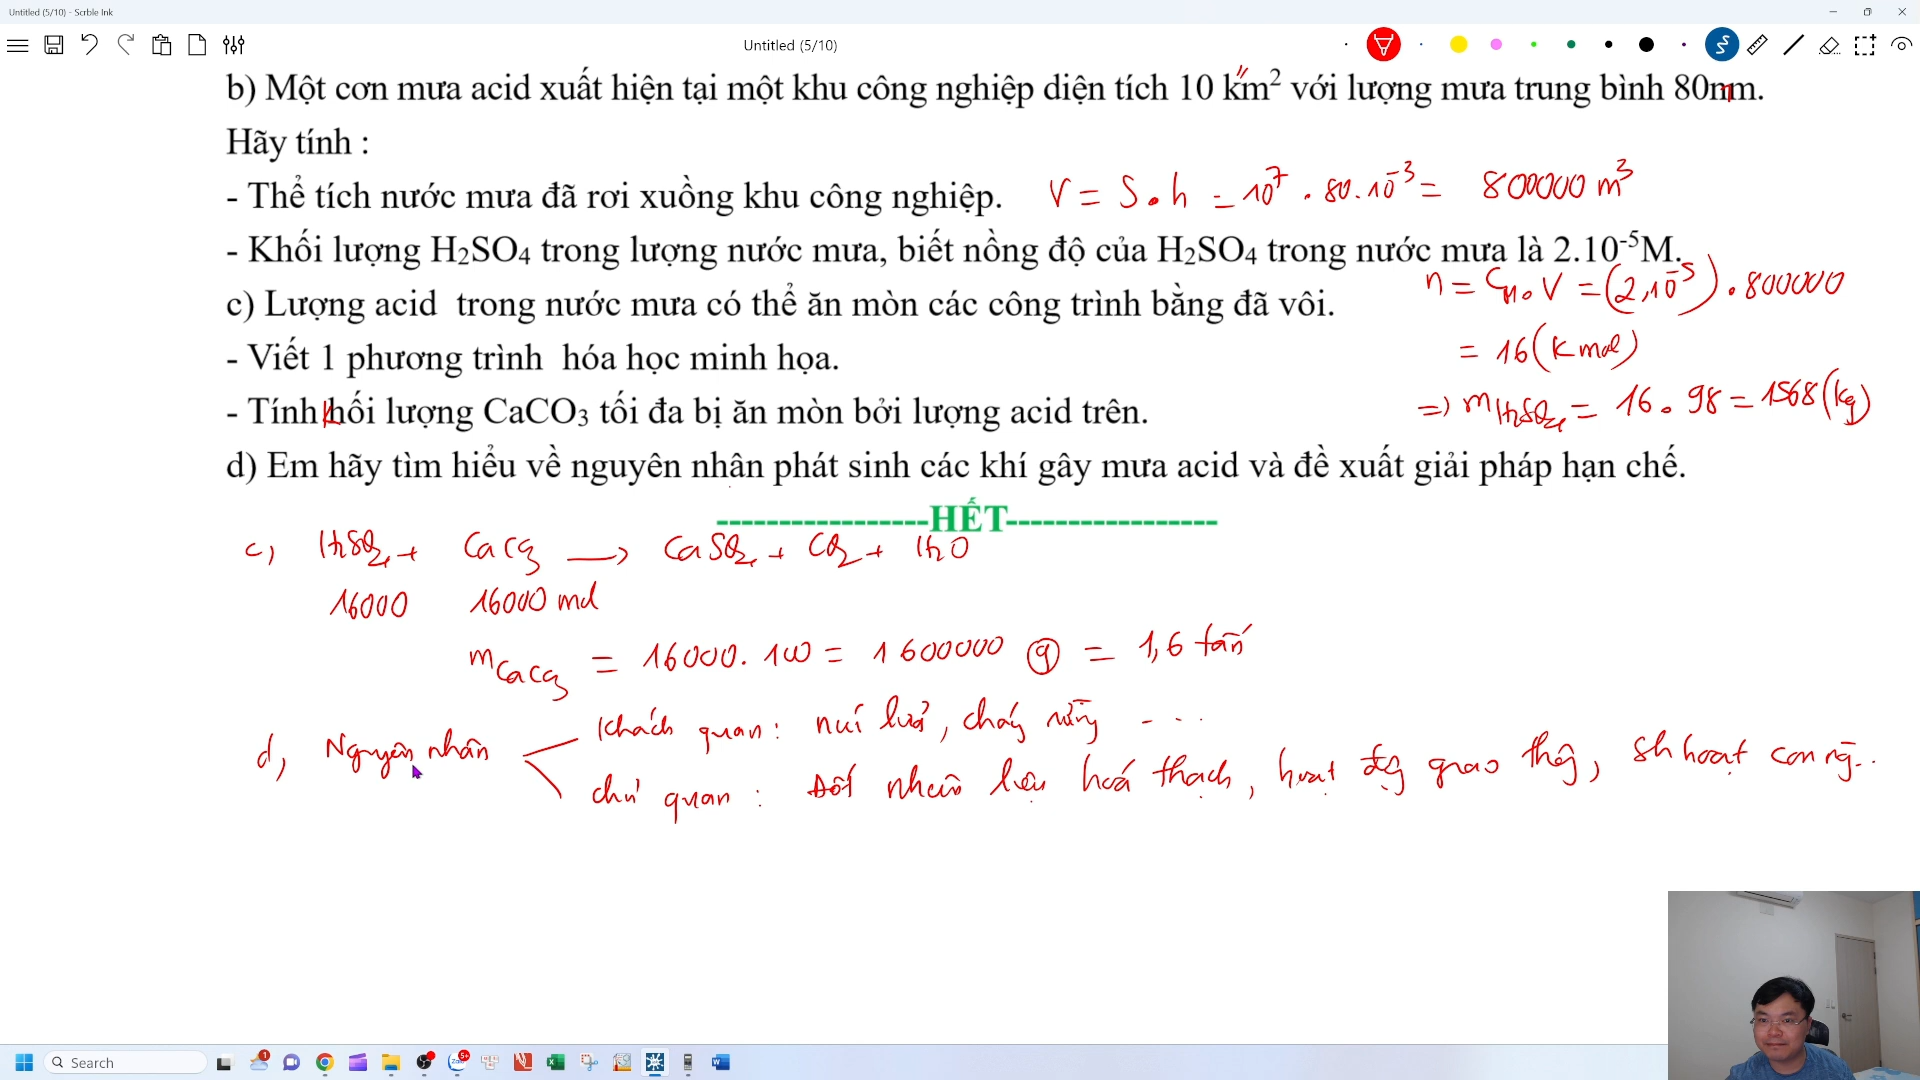 Untitled (5/10) - Scrble Ink
Untitled (5/10)
b) Một cơn mưa acid xuất hiện tại một khu công nghiệp diện tích 10 km² với lượng mưa trung bình 80mm.
Hãy tính :
- Thể tích nước mưa đã rơi xuồng khu công nghiệp.
V = S.h = 10⁷ . 80.10⁻³ = 800000 m³
- Khối lượng H₂SO₄ trong lượng nước mưa, biết nồng độ của H₂SO₄ trong nước mưa là 2.10⁻⁵M.
n = C_M.V = (2.10⁻⁵).800000
c) Lượng acid trong nước mưa có thể ăn mòn các công trình bằng đã vôi.
= 16 (Kmol)
- Viết 1 phương trình hóa học minh họa.
=> m H₂SO₄ = 16.98 = 1568 (kg)
- Tính khối lượng CaCO₃ tối đa bị ăn mòn bởi lượng acid trên.
d) Em hãy tìm hiểu về nguyên nhân phát sinh các khí gây mưa acid và đề xuất giải pháp hạn chế.
-----------------HẾT-----------------
c, H₂SO₄ + CaCO₃ → CaSO₄ + CO₂ + H₂O
16000 16000 mol
m CaCO₃ = 16000.100 = 1600000 g = 1,6 tấn
d, Nguyên nhân
Khách quan: núi lửa, cháy rừng ....
chủ quan : Đốt nhiên liệu hoá thạch, hoạt động giao thông, sh hoạt con ng..
Search